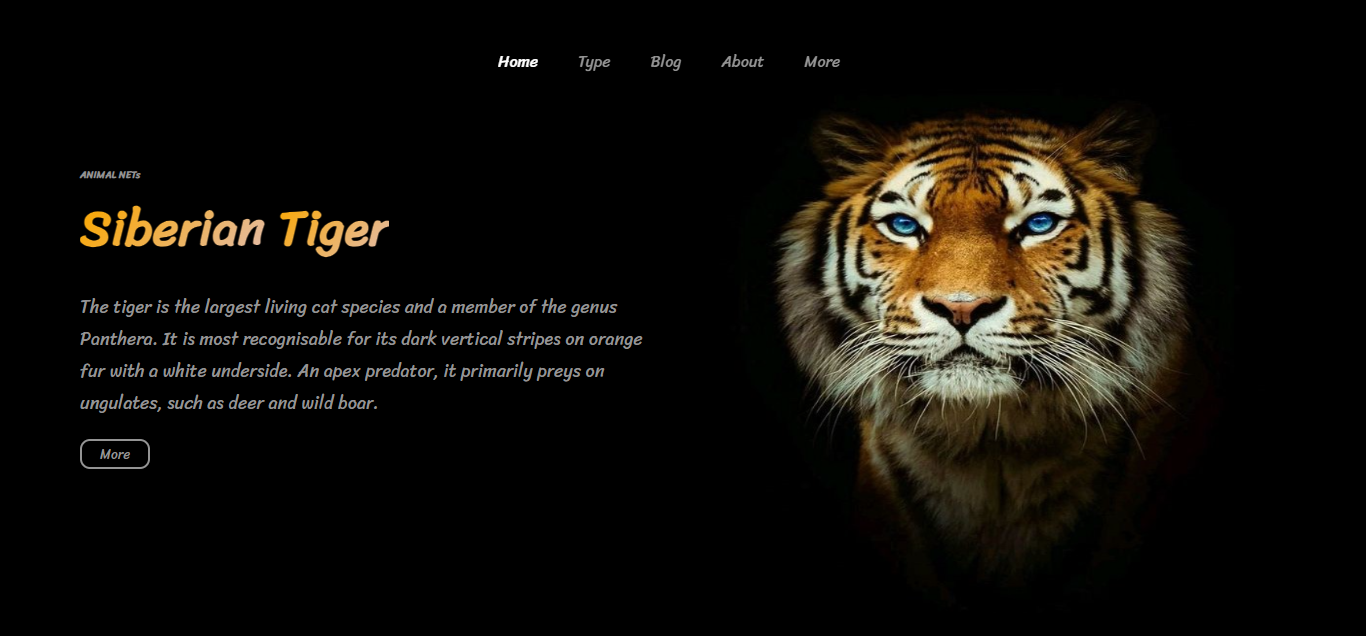 Home Type Blog About More
ANIMAL NETs
Siberian Tiger
The tiger is the largest living cat species and a member of the genus
Panthera. It is most recognisable for its dark vertical stripes on orange
fur with a white underside. An apex predator, it primarily preys on
ungulates, such as deer and wild boar.
More